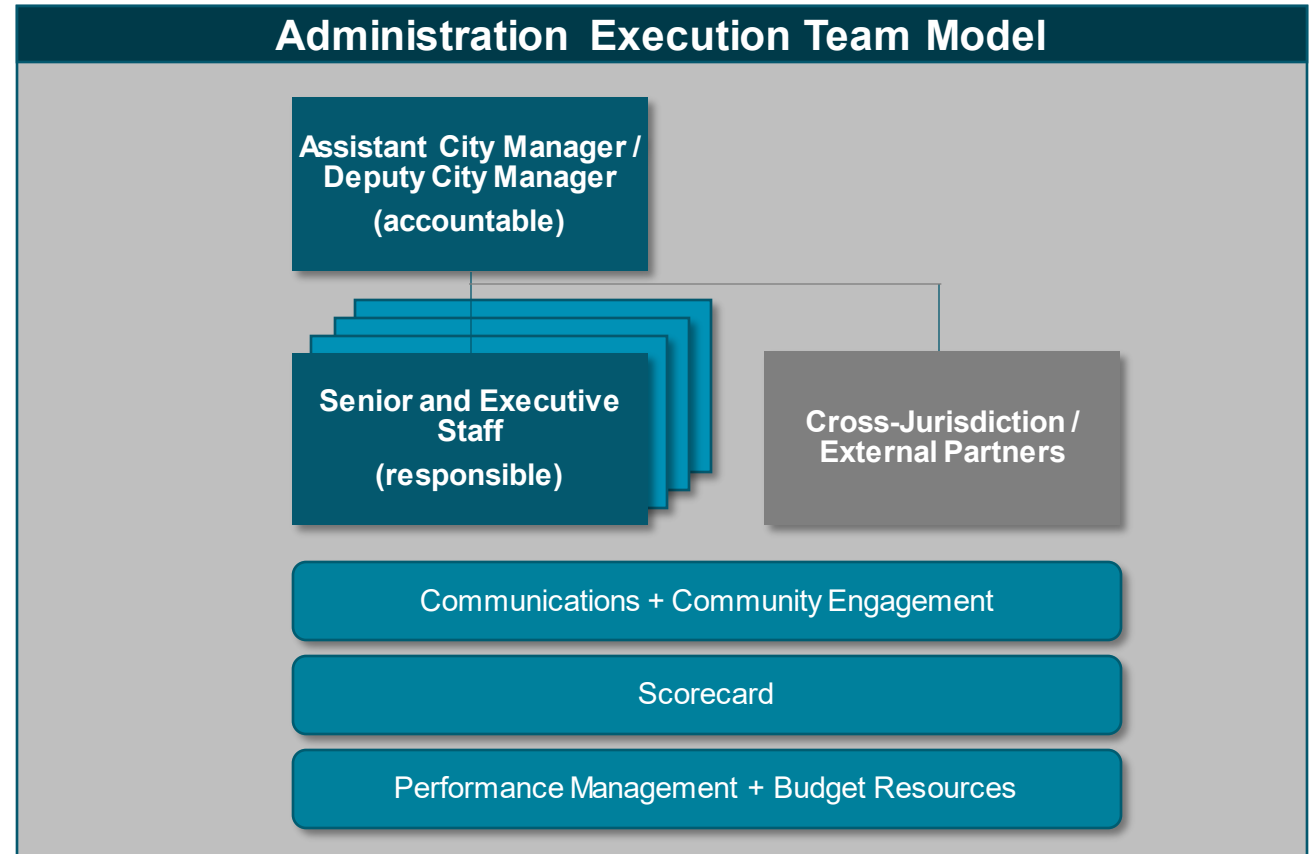 Administration Execution Team Model
Assistant City Manager /
Deputy City Manager
(accountable)
Senior and Executive
Staff
(responsible)
Cross-Jurisdiction /
External Partners
Communications + Community Engagement
Scorecard
Performance Management + Budget Resources